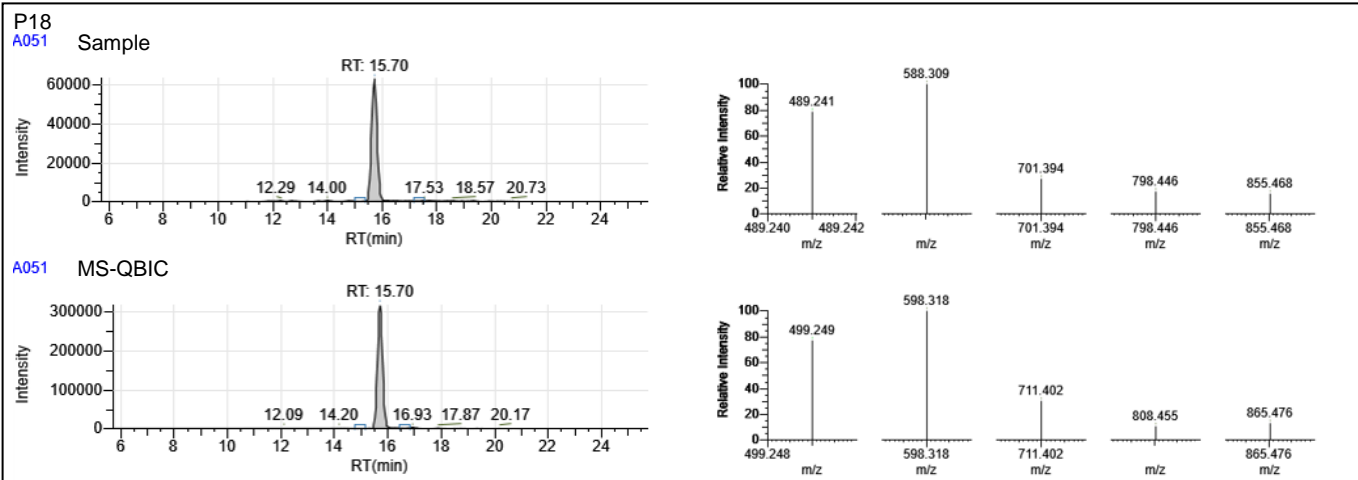 P18
A051 Sample
RT: 15.70
60000
40000
20000
0
Intensity
12.29 14.00 17.53 18.57 20.73
6 8 10 12 14 16 18 20 22 24
RT(min)
Relative Intensity
100
80
60
40
20
0
489.241
588.309
701.394
798.446
855.468
489.240 489.242 701.394 798.446 855.468
m/z m/z m/z m/z m/z
A051 MS-QBIC
RT: 15.70
300000
200000
100000
0
Intensity
12.09 14.20 16.93 17.87 20.17
6 8 10 12 14 16 18 20 22 24
RT(min)
Relative Intensity
100
80
60
40
20
0
499.249
598.318
711.402
808.455
865.476
499.248 598.318 711.402 865.476
m/z m/z m/z m/z m/z